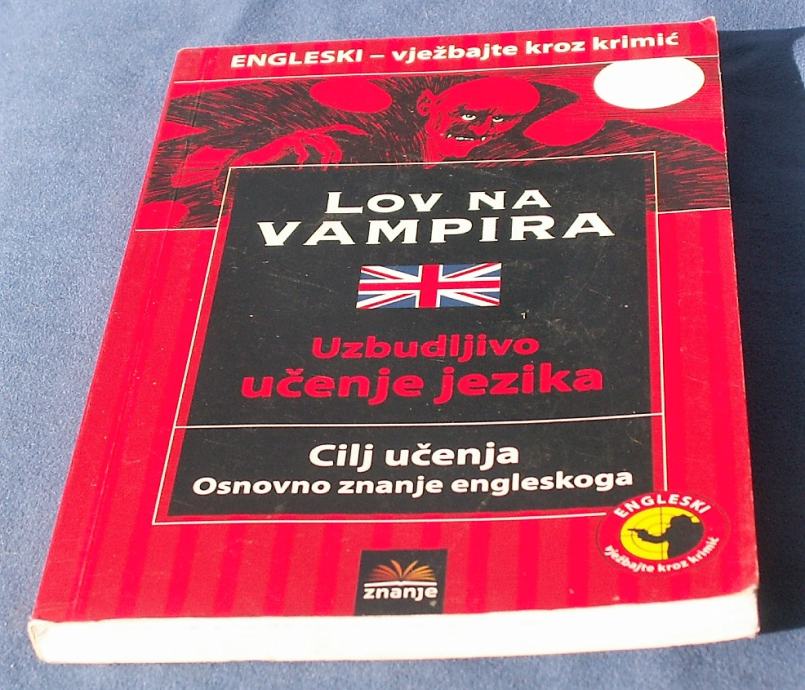 ENGLESKI – vježbajte kroz krimić
LOV NA
VAMPIRA
Uzbudljivo
učenje jezika
Cilj učenja
Osnovno znanje engleskoga
ENGLESKI
vježbajte kroz krimić
znanje